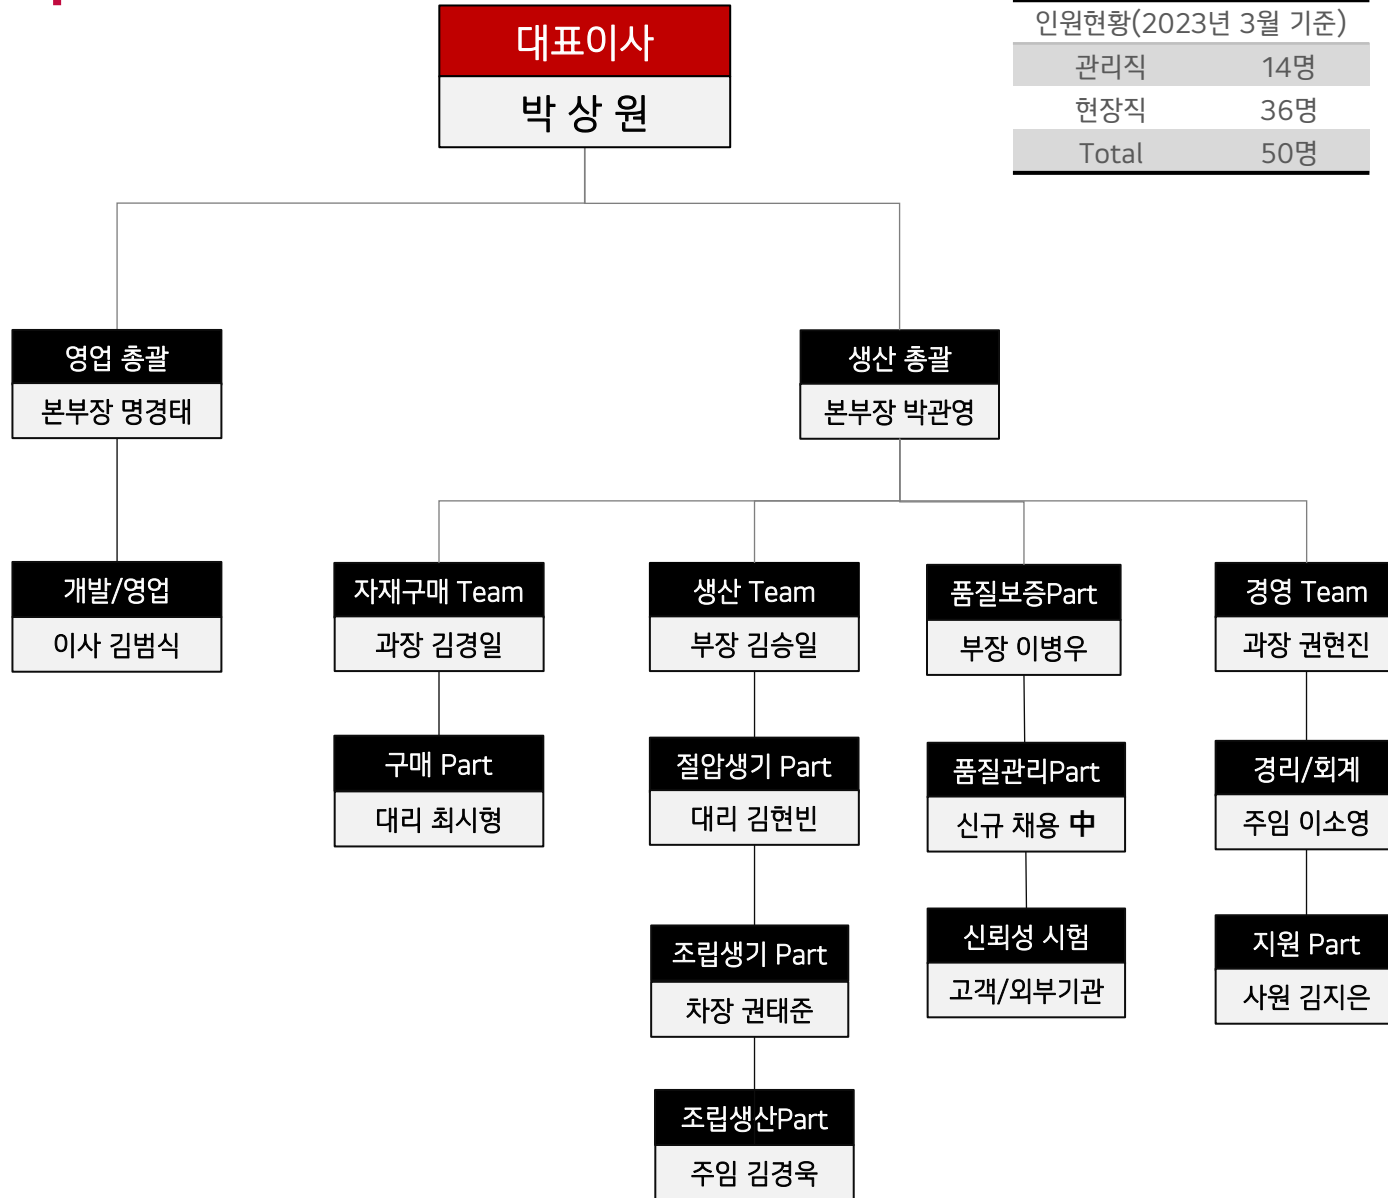 대표이사
박 상 원
인원현황(2023년 3월 기준)
관리직 14명
현장직 36명
Total 50명
영업 총괄
본부장 명경태
생산 총괄
본부장 박관영
개발/영업
이사 김범식
자재구매 Team
과장 김경일
구매 Part
대리 최시형
생산 Team
부장 김승일
절압생기 Part
대리 김현빈
조립생기 Part
차장 권태준
조립생산Part
주임 김경욱
품질보증Part
부장 이병우
품질관리Part
신규 채용 中
신뢰성 시험
고객/외부기관
경영 Team
과장 권현진
경리/회계
주임 이소영
지원 Part
사원 김지은